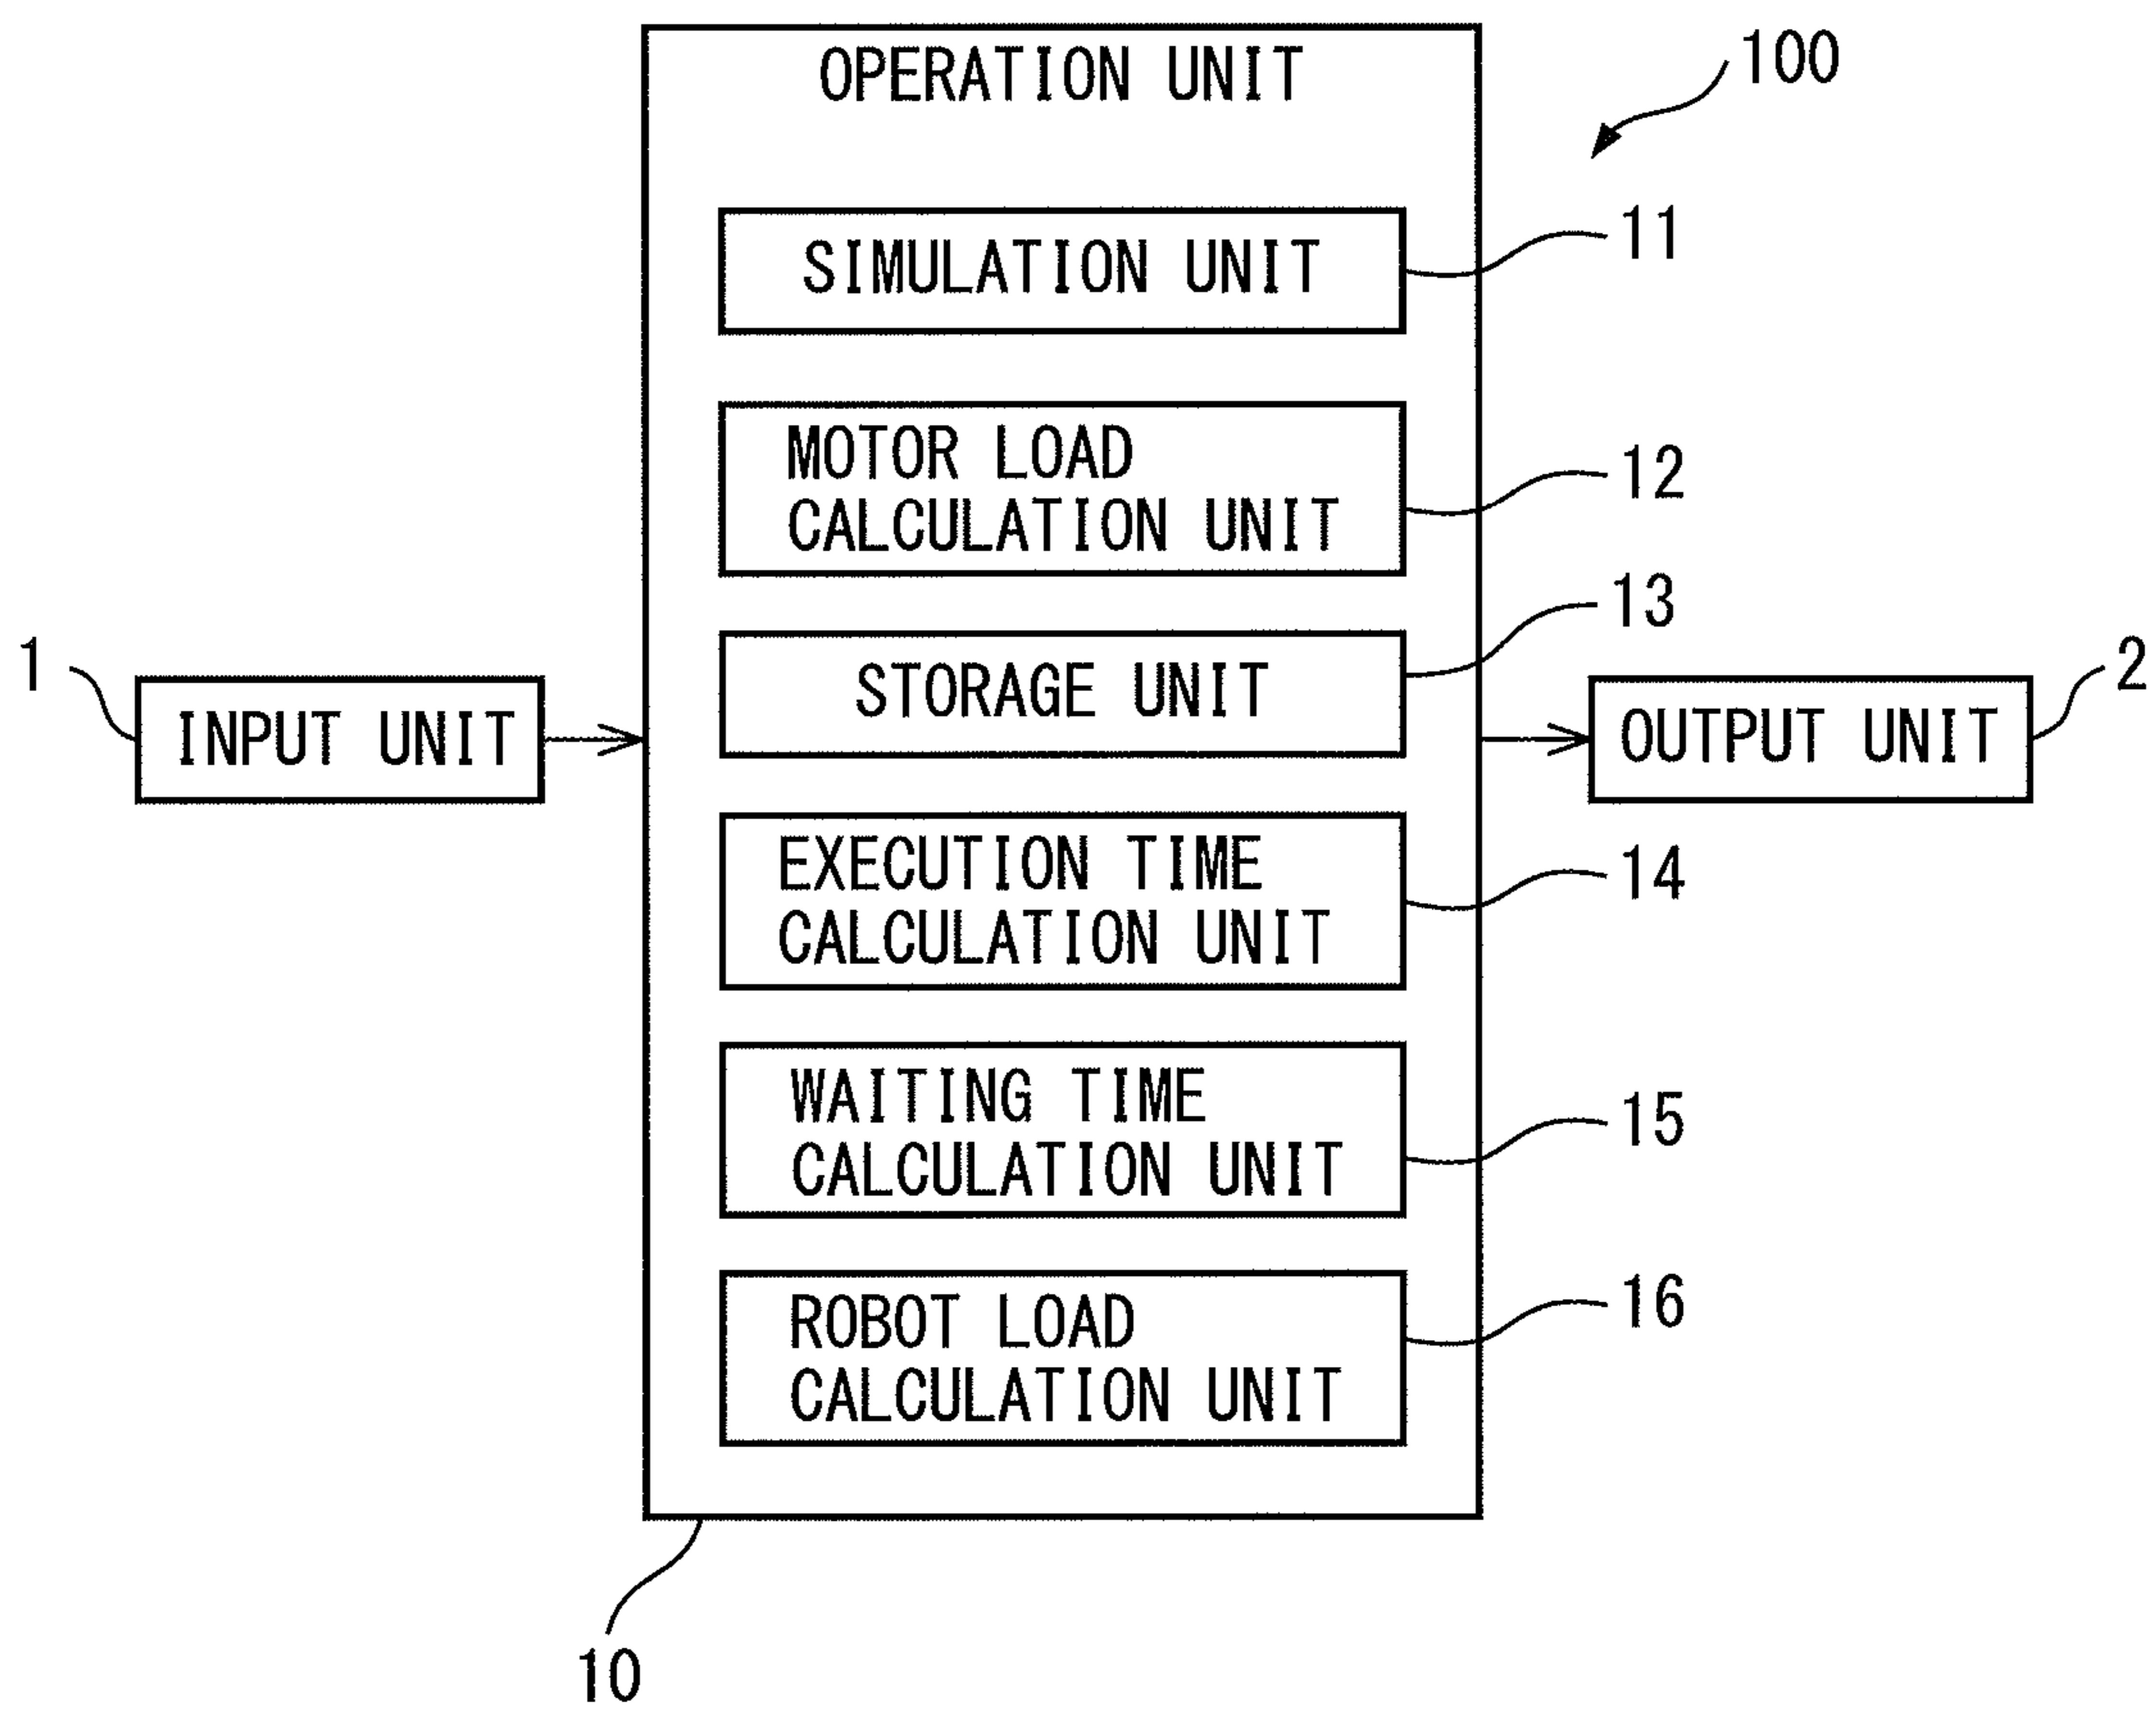 OPERATION UNIT
100
SIMULATION UNIT
11
MOTOR LOAD
CALCULATION UNIT
12
STORAGE UNIT
13
1
INPUT UNIT
OUTPUT UNIT
2
EXECUTION TIME
CALCULATION UNIT
14
WAITING TIME
CALCULATION UNIT
15
ROBOT LOAD
CALCULATION UNIT
16
10